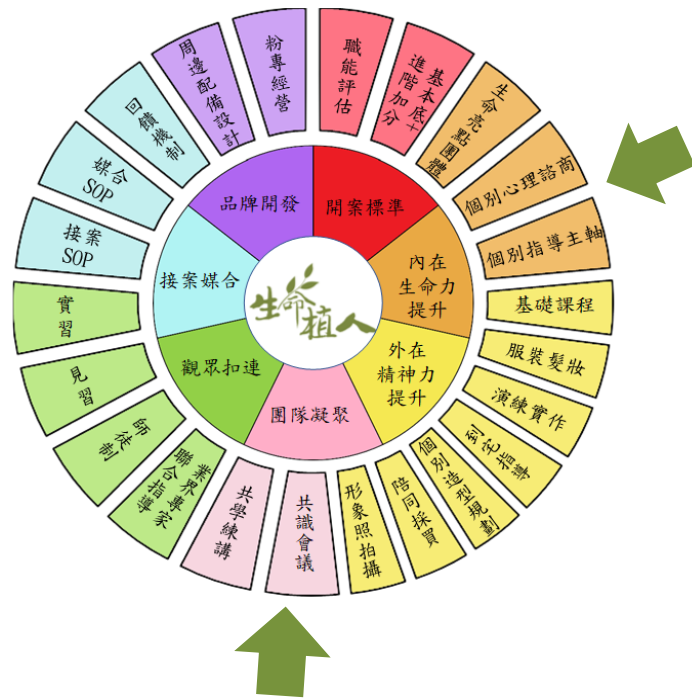 生命植人
開案標準
內在
生命力
提升
外在
精神力
提升
團隊凝聚
觀眾扣連
接案媒合
品牌開發
職能評估
基本底+
進階加分
生命亮點團體
個別心理諮商
個別指導主軸
基礎課程
服裝髮妝
演練實作
到宅指導
個別造型規劃
陪同採買
形象照拍攝
共識會議
共學練講
業界專家
聯合指導
師徒制
見習
實習
接案
SOP
媒合
SOP
回饋機制
周邊配備設計
粉專經營